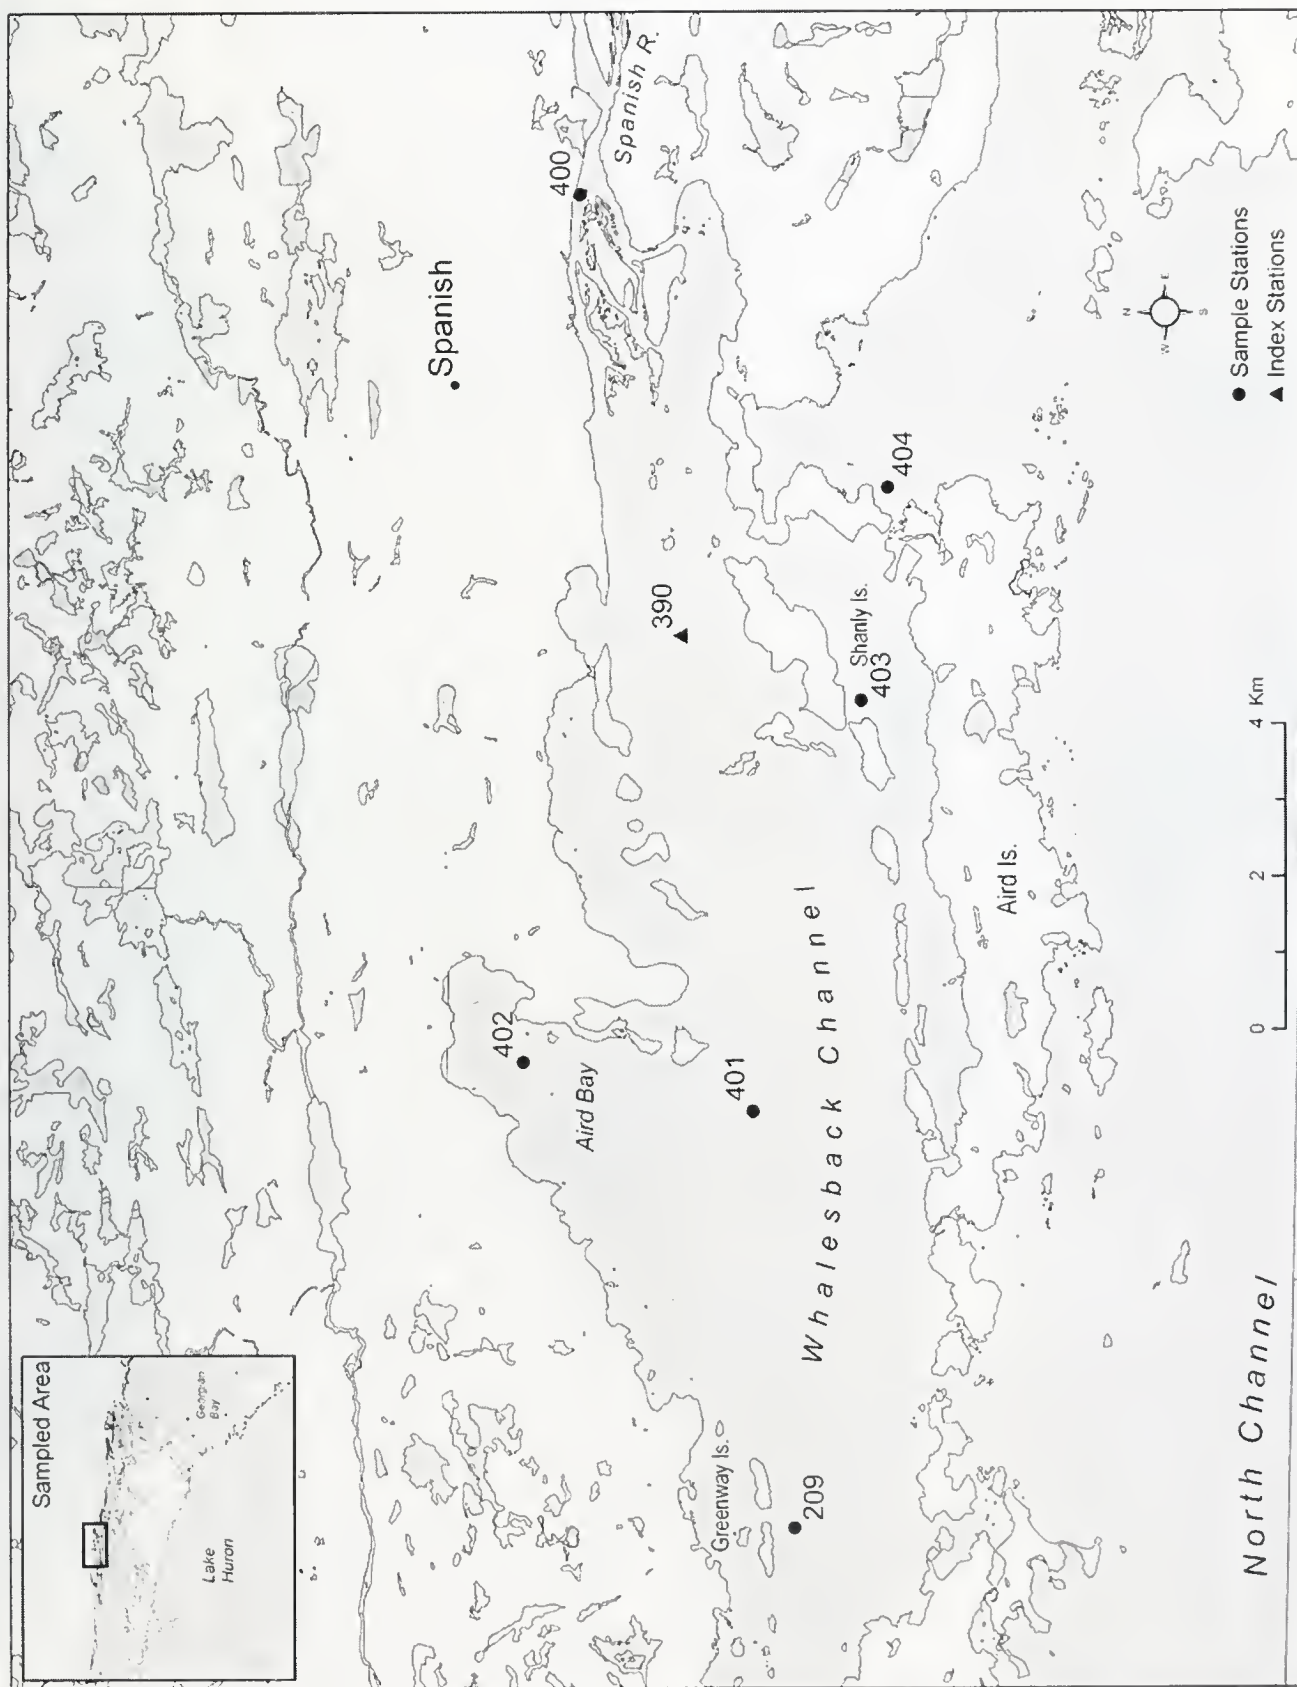 Sampled Area
Georgian
Bay
Lake
Huron
Spanish
400
Spanish R.
402
Aird Bay
390
401
404
Shanly Is.
403
Greenway Is.
209
Whalesback Channel
Aird Is.
North Channel
0
2
4 Km
N
W
E
S
● Sample Stations
▲ Index Stations